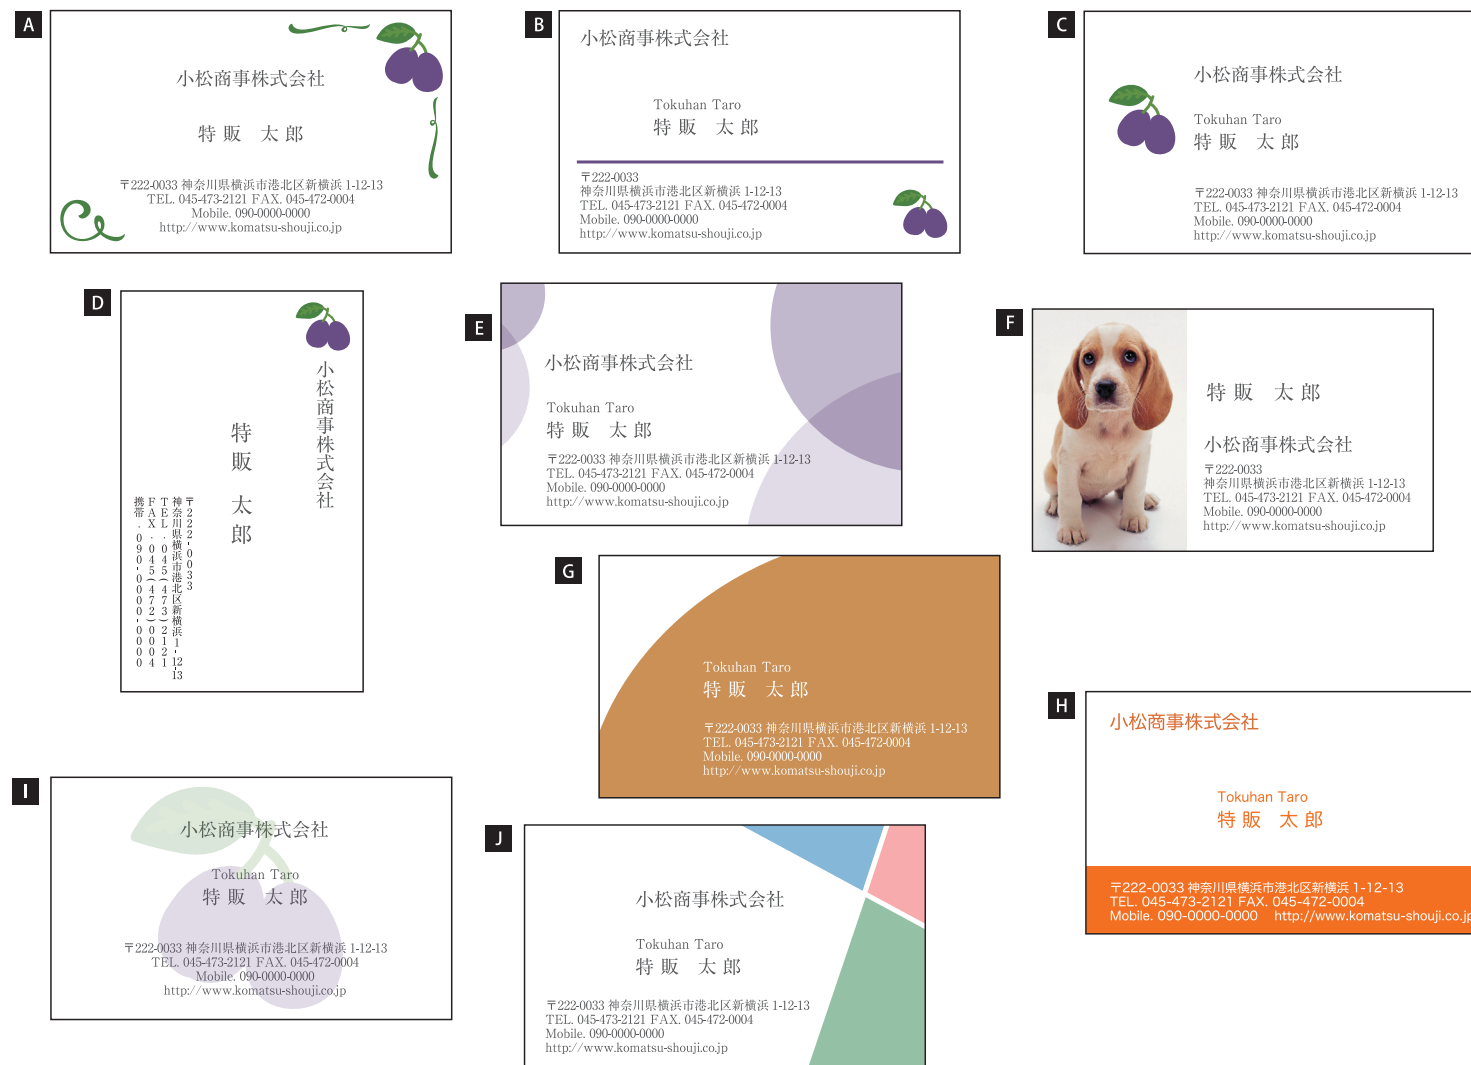 A
小松商事株式会社
特販 太郎
〒222-0033 神奈川県横浜市港北区新横浜 1-12-13
TEL. 045-473-2121 FAX. 045-472-0004
Mobile. 090-0000-0000
http://www.komatsu-shouji.co.jp
B
小松商事株式会社
Tokuhan Taro
特販 太郎
〒222-0033
神奈川県横浜市港北区新横浜 1-12-13
TEL. 045-473-2121 FAX. 045-472-0004
Mobile. 090-0000-0000
http://www.komatsu-shouji.co.jp
C
小松商事株式会社
Tokuhan Taro
特販 太郎
〒222-0033 神奈川県横浜市港北区新横浜 1-12-13
TEL. 045-473-2121 FAX. 045-472-0004
Mobile. 090-0000-0000
http://www.komatsu-shouji.co.jp
D
小松商事株式会社
特販 太郎
〒222-0033
神奈川県横浜市港北区新横浜1-12-13
TEL.045(473)2121
FAX.045(472)0004
携帯.090-0000-0000
E
小松商事株式会社
Tokuhan Taro
特販 太郎
〒222-0033 神奈川県横浜市港北区新横浜 1-12-13
TEL. 045-473-2121 FAX. 045-472-0004
Mobile. 090-0000-0000
http://www.komatsu-shouji.co.jp
F
特販 太郎
小松商事株式会社
〒222-0033
神奈川県横浜市港北区新横浜 1-12-13
TEL. 045-473-2121 FAX. 045-472-0004
Mobile. 090-0000-0000
http://www.komatsu-shouji.co.jp
G
Tokuhan Taro
特販 太郎
〒222-0033 神奈川県横浜市港北区新横浜 1-12-13
TEL. 045-473-2121 FAX. 045-472-0004
Mobile. 090-0000-0000
http://www.komatsu-shouji.co.jp
H
小松商事株式会社
Tokuhan Taro
特販 太郎
〒222-0033 神奈川県横浜市港北区新横浜 1-12-13
TEL. 045-473-2121 FAX. 045-472-0004
Mobile. 090-0000-0000 http://www.komatsu-shouji.co.jp
I
小松商事株式会社
Tokuhan Taro
特販 太郎
〒222-0033 神奈川県横浜市港北区新横浜 1-12-13
TEL. 045-473-2121 FAX. 045-472-0004
Mobile. 090-0000-0000
http://www.komatsu-shouji.co.jp
J
小松商事株式会社
Tokuhan Taro
特販 太郎
〒222-0033 神奈川県横浜市港北区新横浜 1-12-13
TEL. 045-473-2121 FAX. 045-472-0004
Mobile. 090-0000-0000
http://www.komatsu-shouji.co.jp